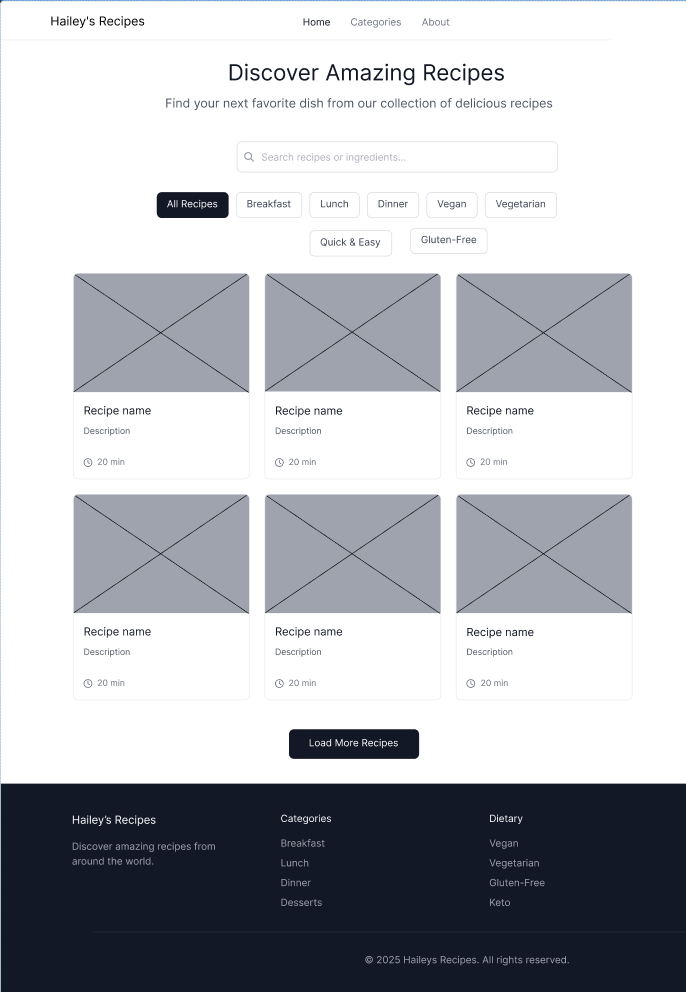 Hailey's Recipes
Home Categories About
Discover Amazing Recipes
Find your next favorite dish from our collection of delicious recipes
Search recipes or ingredients...
All Recipes Breakfast Lunch Dinner Vegan Vegetarian
Quick & Easy Gluten-Free
Recipe name Recipe name Recipe name
Description Description Description
20 min 20 min 20 min
Recipe name Recipe name Recipe name
Description Description Description
20 min 20 min 20 min
Load More Recipes
Hailey's Recipes
Discover amazing recipes from
around the world.
Categories
Breakfast
Lunch
Dinner
Desserts
Dietary
Vegan
Vegetarian
Gluten-Free
Keto
© 2025 Haileys Recipes. All rights reserved.